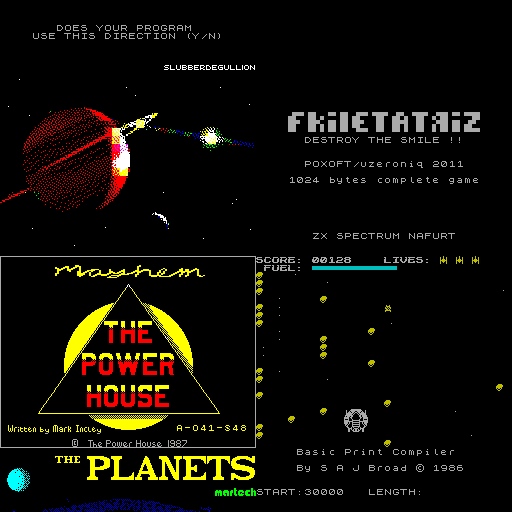 DOES YOUR PROGRAM
USE THIS DIRECTION (Y/N)
SLUBBERDEGULLION
FkilETATRiZ
DESTROY THE SMILE !!
POXOFT/uzeroniq 2011
1024 bytes complete game
ZX SPECTRUM NAFURT
Mayhem
THE
POWER
HOUSE
Written by Mark Incley
A-041-S48
© The Power House 1987
SCORE: 00128 LIVES:
FUEL:
Basic Print Compiler
By S A J Broad © 1986
START:30000 LENGTH:
THE PLANETS
martech